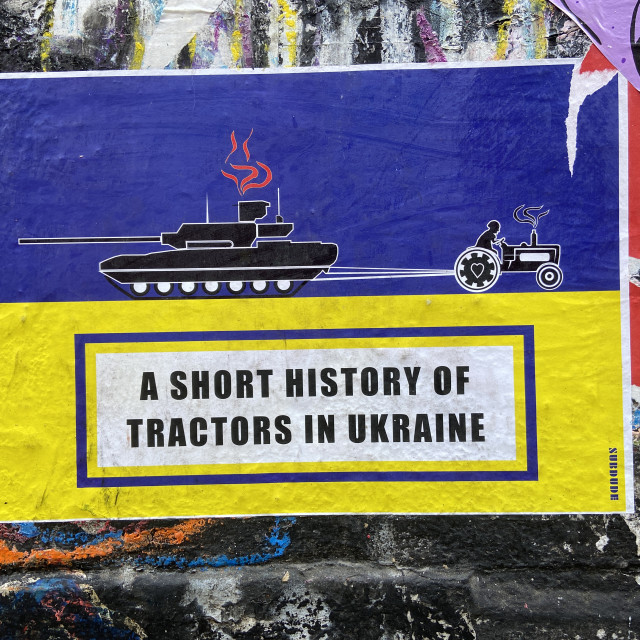 A SHORT HISTORY OF
TRACTORS IN UKRAINE
SUBDUDE